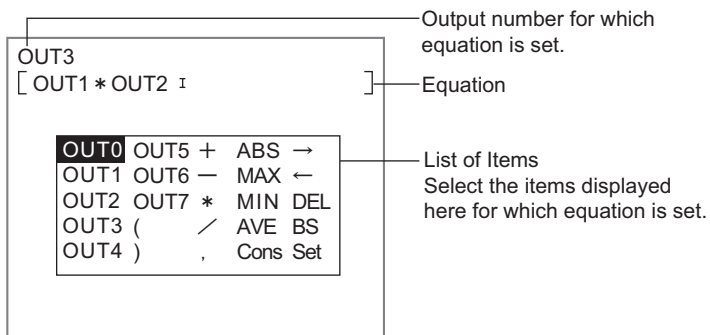 Output number for which
equation is set.
OUT3
[ OUT1 * OUT2 I ]
Equation
OUT0 OUT5 + ABS →
OUT1 OUT6 − MAX ←
OUT2 OUT7 * MIN DEL
OUT3 ( / AVE BS
OUT4 ) , Cons Set
List of Items
Select the items displayed
here for which equation is set.